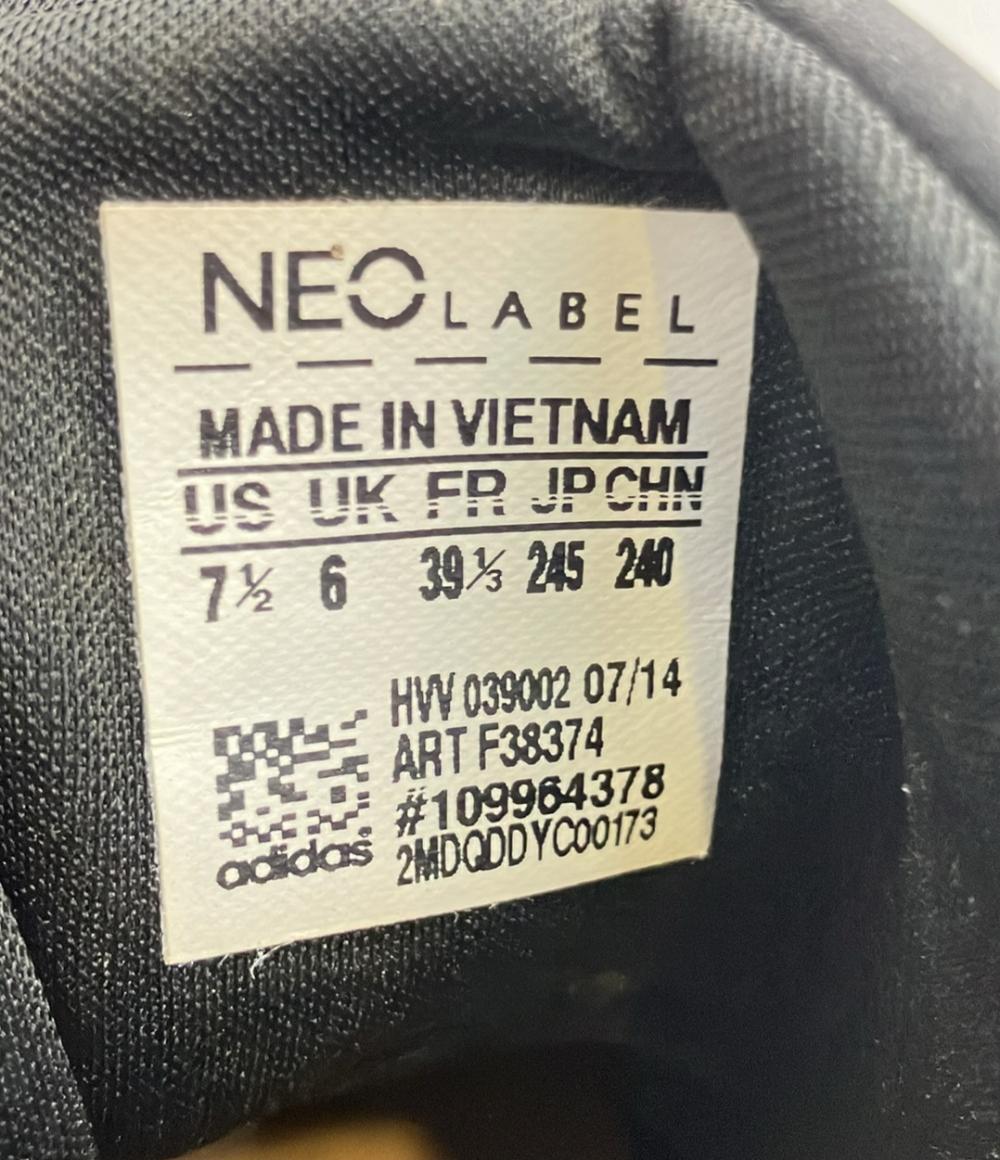 NEO LABEL
MADE IN VIETNAM
US UK FR JP CHN
7½ 6 39⅓ 245 240
HVV 039002 07/14
ART F38374
#109964378
2MDQDDYC00173
adidas